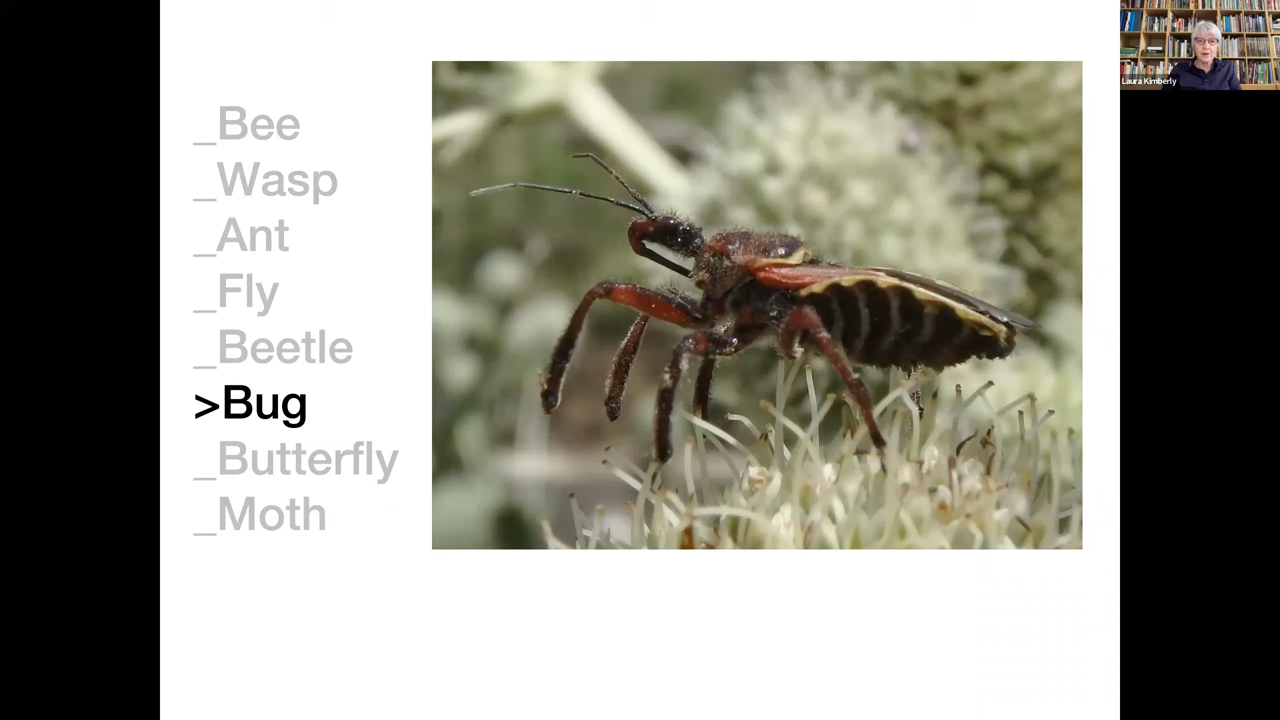 _Bee
_Wasp
_Ant
_Fly
_Beetle
>Bug
_Butterfly
_Moth
Laura Kimberly